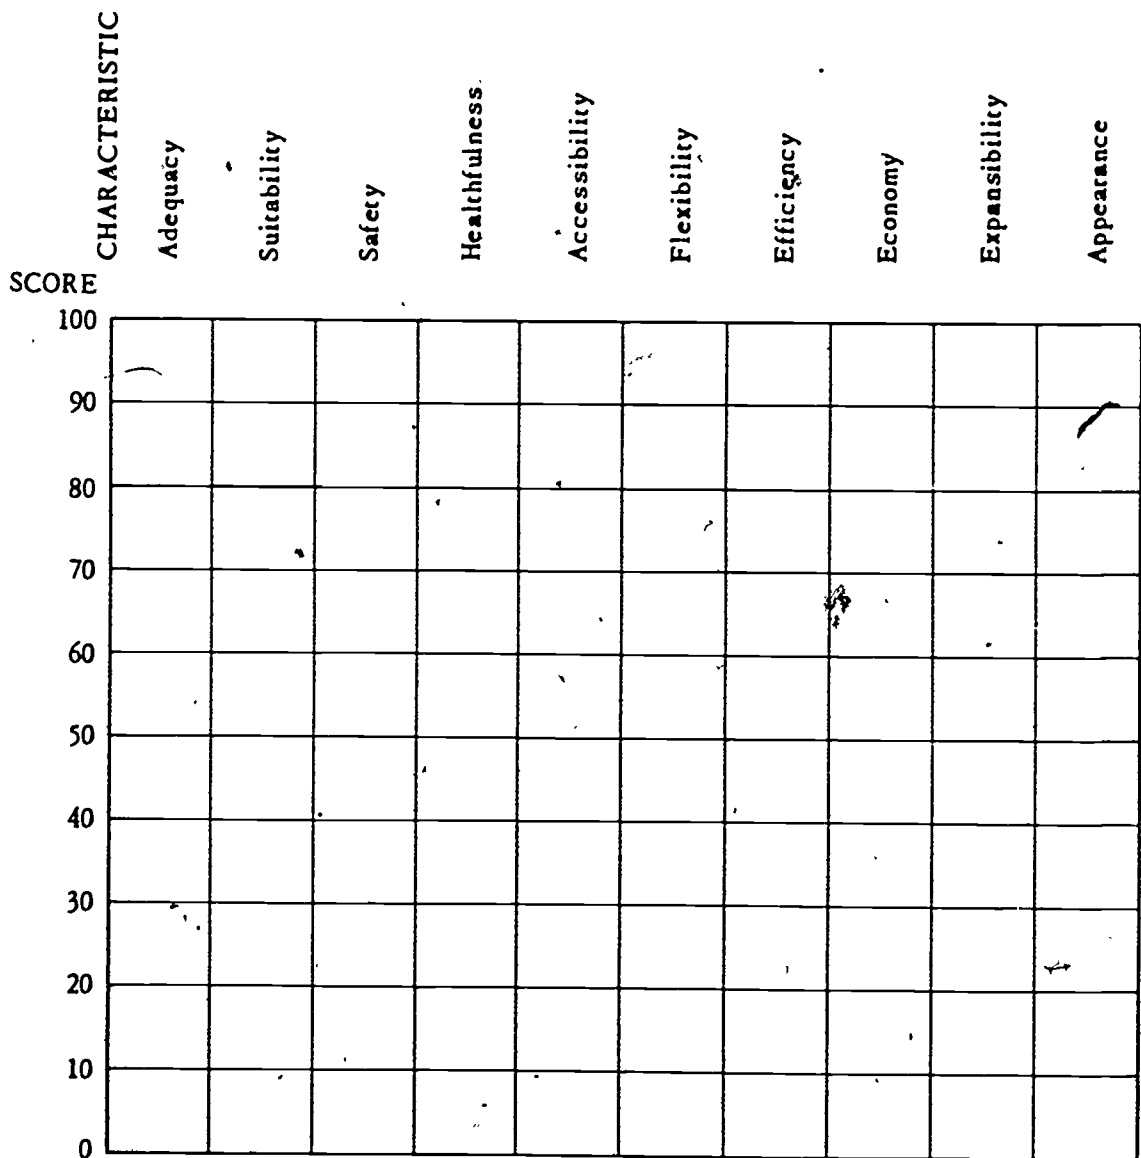 CHARACTERISTIC
Adequacy
Suitability
Safety
Healthfulness
Accessibility
Flexibility
Efficiency
Economy
Expansibility
Appearance
SCORE
100
90
80
70
60
50
40
30
20
10
0